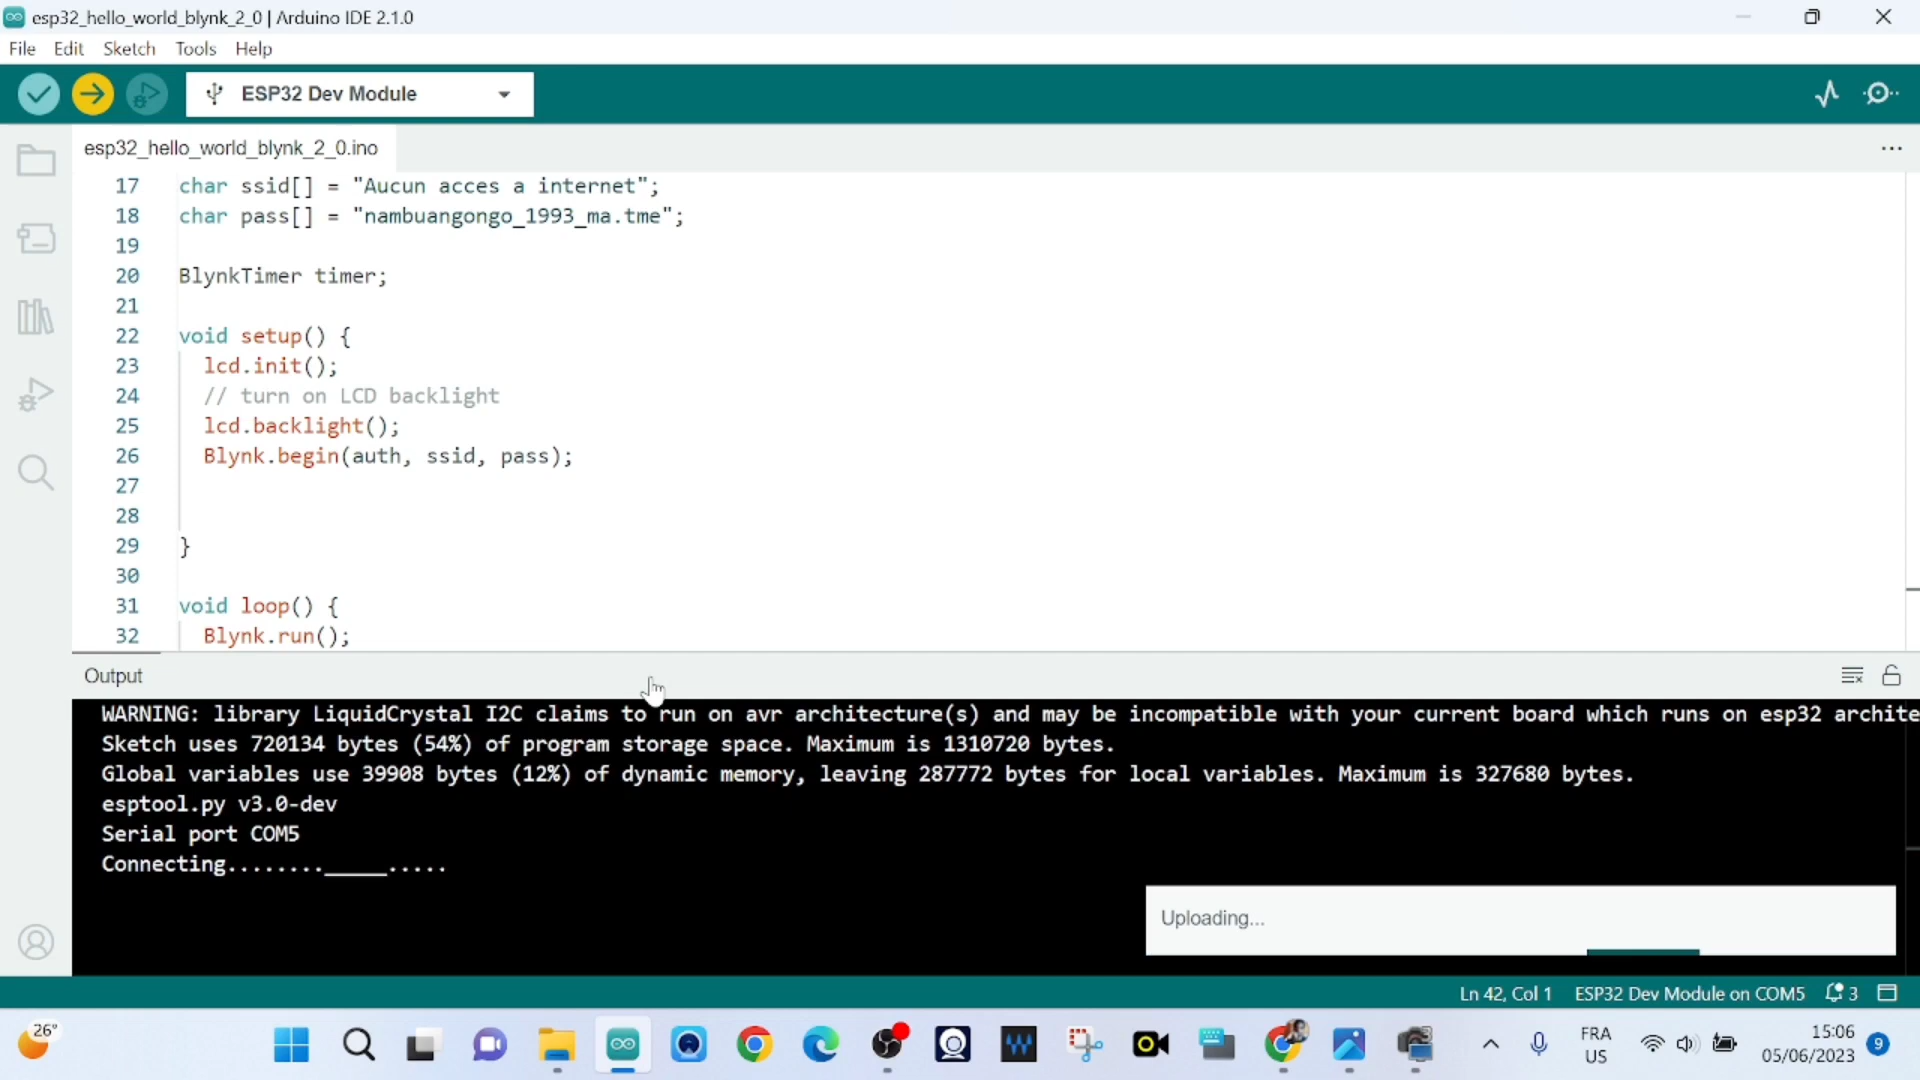 esp32_hello_world_blynk_2_0 | Arduino IDE 2.1.0
File Edit Sketch Tools Help
ESP32 Dev Module
esp32_hello_world_blynk_2_0.ino
17 char ssid[] = "Aucun acces a internet";
18 char pass[] = "nambuangongo_1993_ma.tme";
19
20 BlynkTimer timer;
21
22 void setup() {
23 lcd.init();
24 // turn on LCD backlight
25 lcd.backlight();
26 Blynk.begin(auth, ssid, pass);
27
28
29 }
30
31 void loop() {
32 Blynk.run();
Output
WARNING: library LiquidCrystal I2C claims to run on avr architecture(s) and may be incompatible with your current board which runs on esp32 archite
Sketch uses 720134 bytes (54%) of program storage space. Maximum is 1310720 bytes.
Global variables use 39908 bytes (12%) of dynamic memory, leaving 287772 bytes for local variables. Maximum is 327680 bytes.
esptool.py v3.0-dev
Serial port COM5
Connecting........_____.....
Uploading...
Ln 42, Col 1 ESP32 Dev Module on COM5 3
26°
FRA
US
15:06
05/06/2023
9